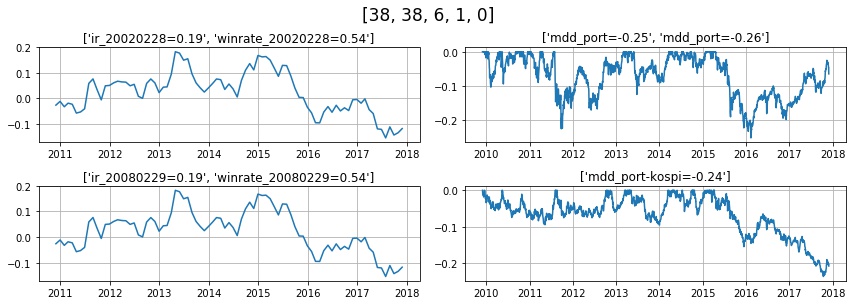 [38, 38, 6, 1, 0]
['ir_20020228=0.19', 'winrate_20020228=0.54']
0.2
0.1
0.0
−0.1
2011 2012 2013 2014 2015 2016 2017 2018
['mdd_port=-0.25', 'mdd_port=-0.26']
0.0
−0.1
−0.2
2010 2011 2012 2013 2014 2015 2016 2017 2018
['ir_20080229=0.19', 'winrate_20080229=0.54']
0.2
0.1
0.0
−0.1
2011 2012 2013 2014 2015 2016 2017 2018
['mdd_port-kospi=-0.24']
0.0
−0.1
−0.2
2010 2011 2012 2013 2014 2015 2016 2017 2018